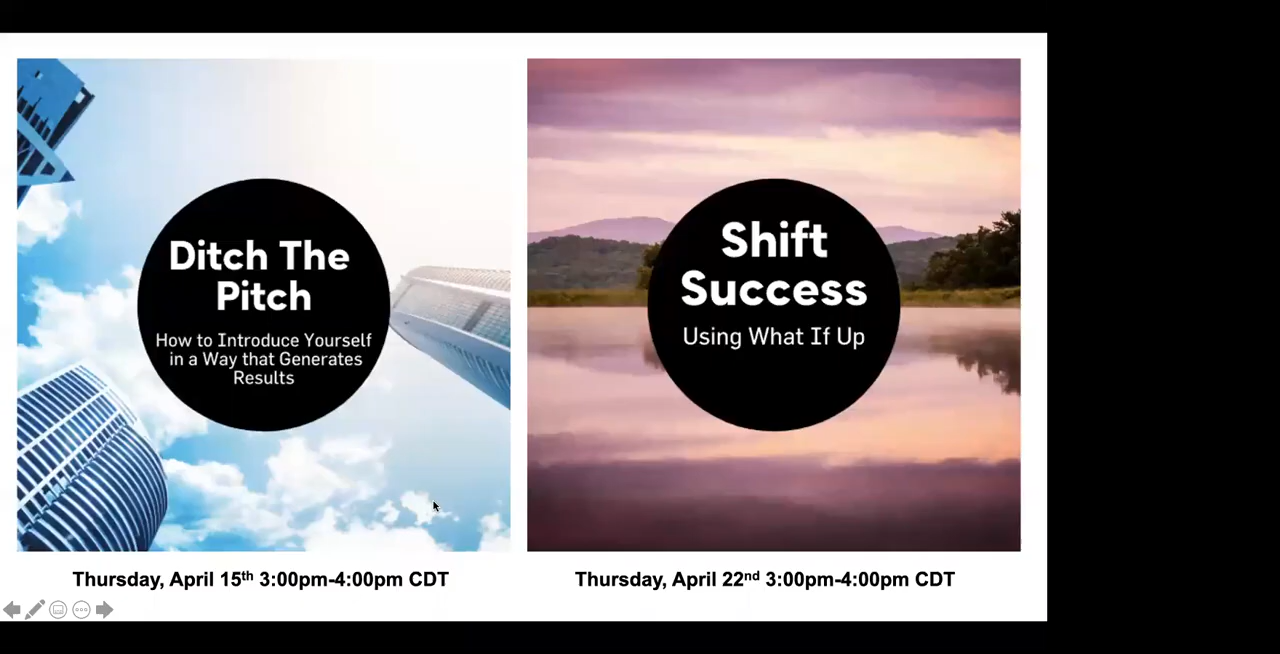 Ditch The
Pitch
How to Introduce Yourself
in a Way that Generates
Results
Thursday, April 15th 3:00pm-4:00pm CDT
Shift
Success
Using What If Up
Thursday, April 22nd 3:00pm-4:00pm CDT